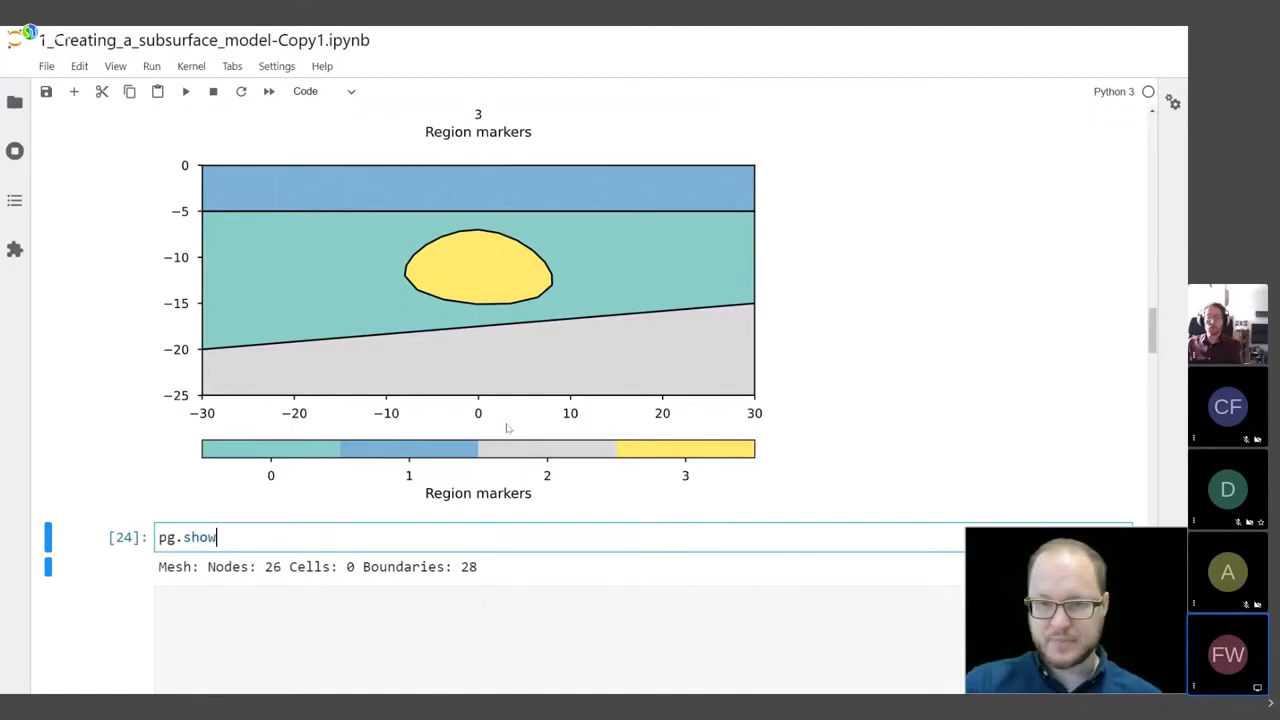 1_Creating_a_subsurface_model-Copy1.ipynb
File Edit View Run Kernel Tabs Settings Help
Code
Python 3
3
Region markers
0
−5
−10
−15
−20
−25
−30 −20 −10 0 10 20 30
0 1 2 3
Region markers
[24]: pg.show
Mesh: Nodes: 26 Cells: 0 Boundaries: 28
CF
D
A
FW